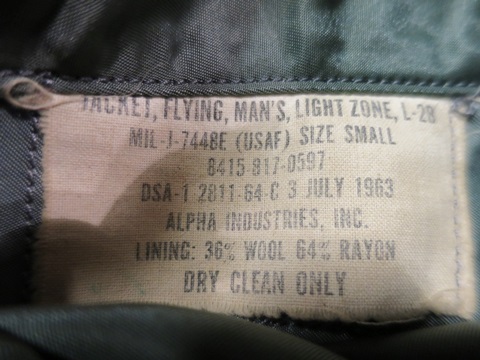 JACKET, FLYING, MAN'S, LIGHT ZONE, L-2B
MIL-J-7448E (USAF) SIZE SMALL
8415-817-0597
DSA-1 2811-64-C 3 JULY 1963
ALPHA INDUSTRIES, INC.
LINING: 36% WOOL 64% RAYON
DRY CLEAN ONLY